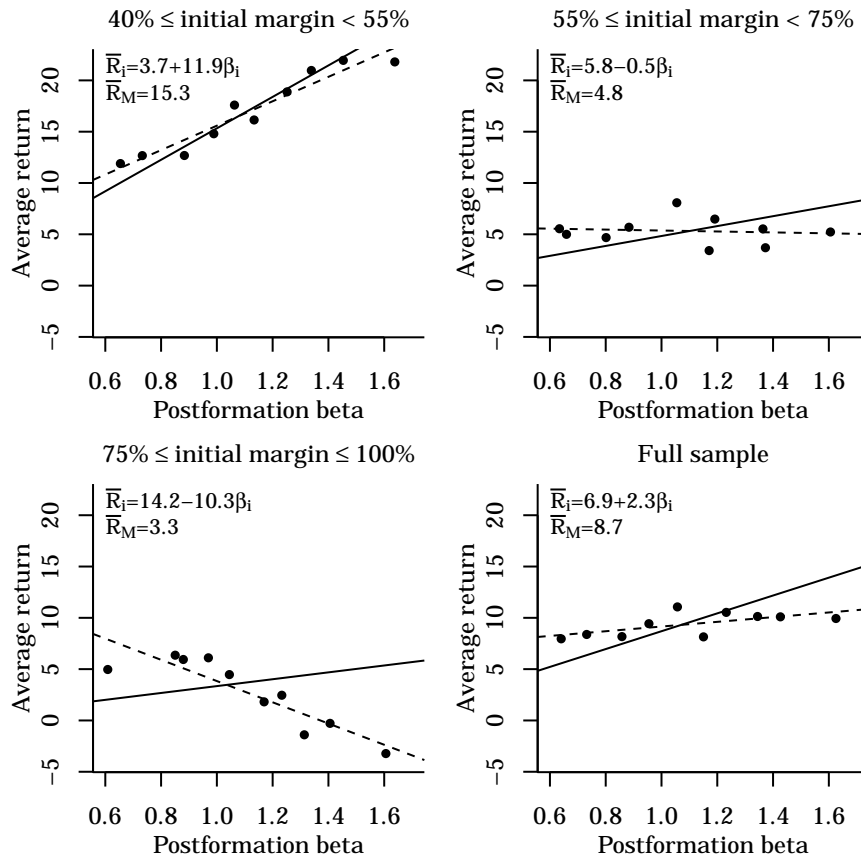 40% ≤ initial margin < 55%
R̅ᵢ=3.7+11.9βᵢ
R̅_M=15.3
Average return
20
15
10
5
0
−5
0.6 0.8 1.0 1.2 1.4 1.6
Postformation beta
55% ≤ initial margin < 75%
R̅ᵢ=5.8−0.5βᵢ
R̅_M=4.8
Average return
20
15
10
5
0
−5
0.6 0.8 1.0 1.2 1.4 1.6
Postformation beta
75% ≤ initial margin ≤ 100%
R̅ᵢ=14.2−10.3βᵢ
R̅_M=3.3
Average return
20
15
10
5
0
−5
0.6 0.8 1.0 1.2 1.4 1.6
Postformation beta
Full sample
R̅ᵢ=6.9+2.3βᵢ
R̅_M=8.7
Average return
20
15
10
5
0
−5
0.6 0.8 1.0 1.2 1.4 1.6
Postformation beta